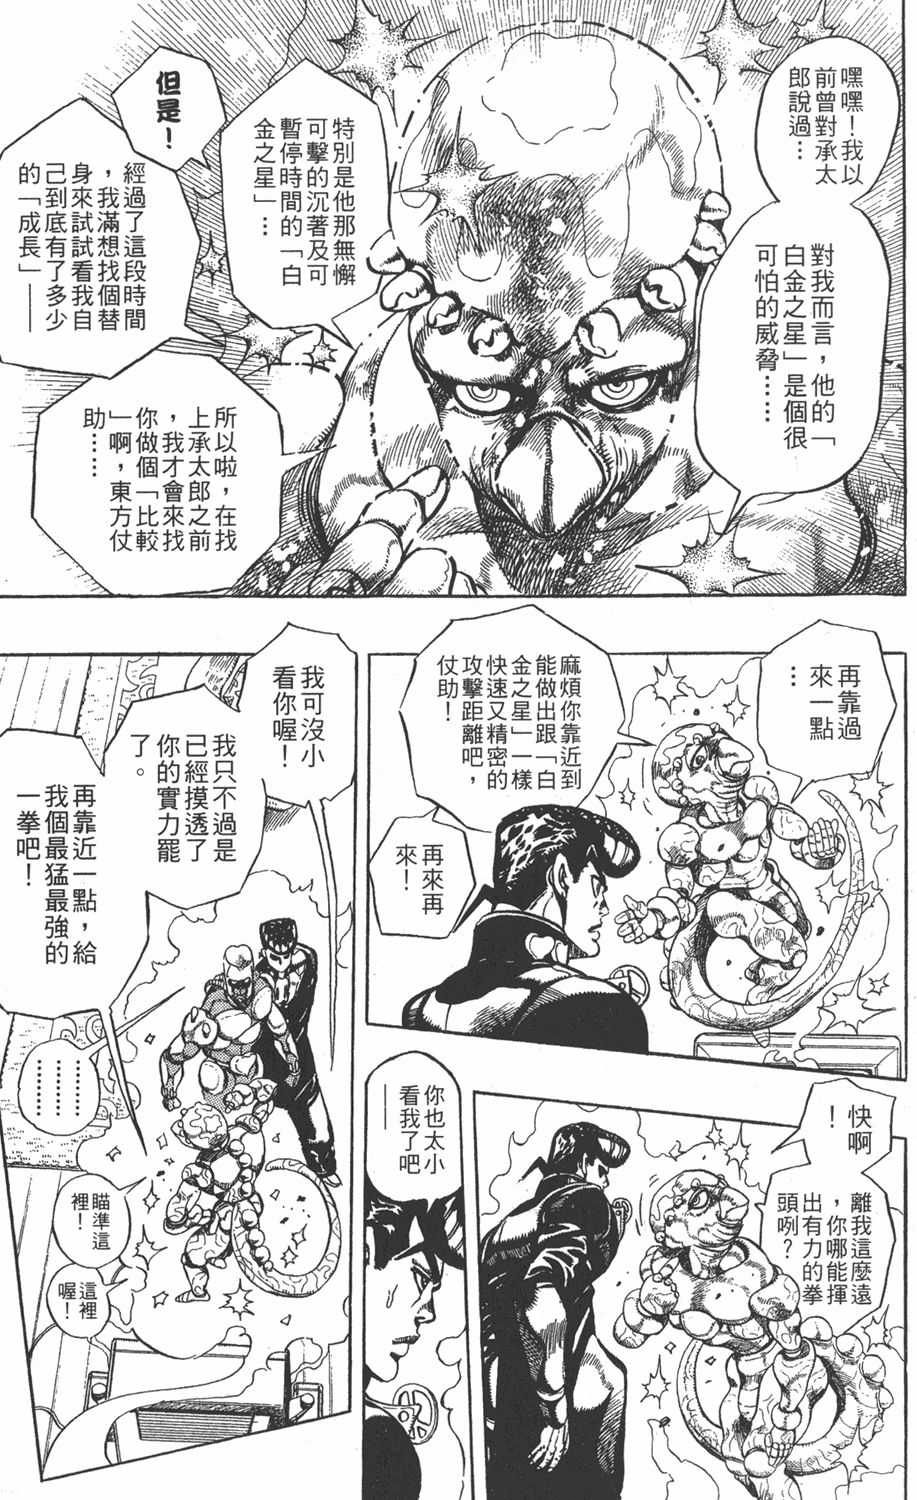 嘿嘿！我以
前曾對承太
郎說過…
對我而言，他的「
白金之星」是個很
可怕的威脅……
特別是他那無懈
可擊的沉著及可
暫停時間的「白
金之星」…
但是！
經過了這段時間
，我滿想找個替
身來試試看我自
己到底有了多少
的「成長」——
所以啦，在找
上承太郎之前
，我才會來找
你做個「比較
」啊，東方仗
助……
再靠過
來一點
…
麻煩你靠近到
能做出跟「白
金之星」一樣
快速又精密的
攻擊距離吧，
仗助！
再來再
來！
我可沒小
看你喔！
我只不過是
已經摸透了
你的實力罷
了。
再靠近一點，給
我個最猛最強的
一拳吧！
………
………
瞄準這
裡！
這裡
喔！
快啊
！
離我這麼遠
，你哪能揮
出有力的拳
頭咧？
你也太小
看我了吧
——